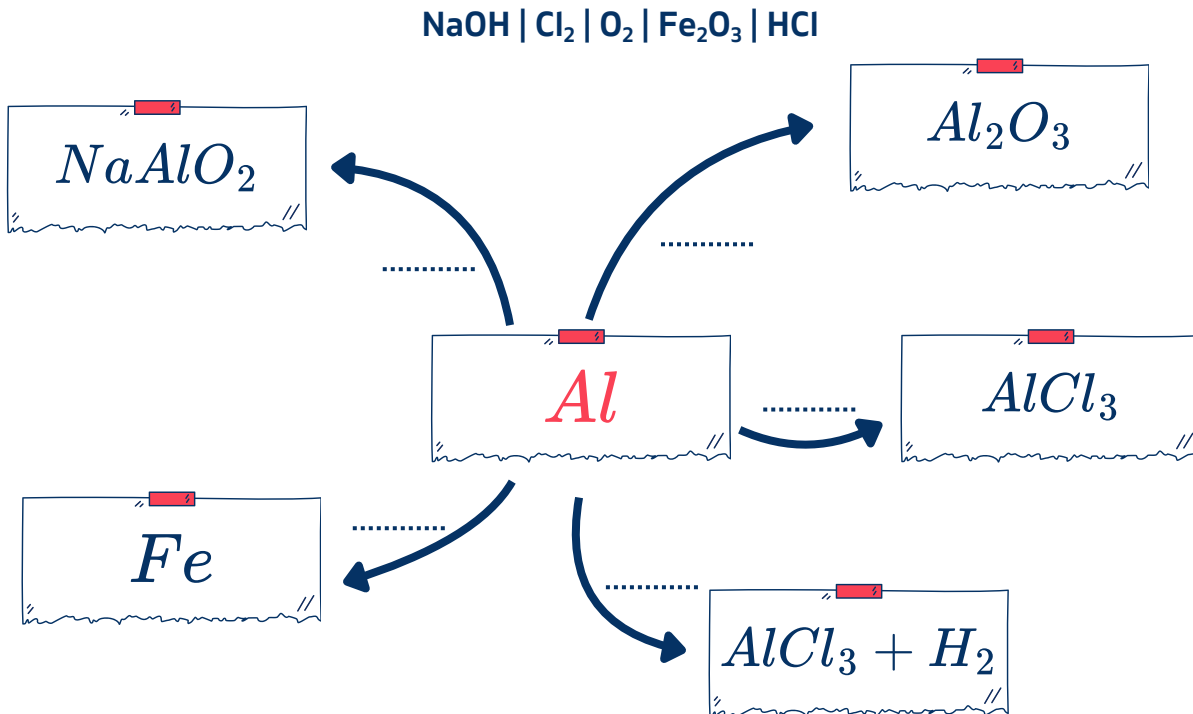 NaOH | Cl₂ | O₂ | Fe₂O₃ | HCl
Al₂O₃
NaAlO₂
Al
AlCl₃
Fe
AlCl₃ + H₂